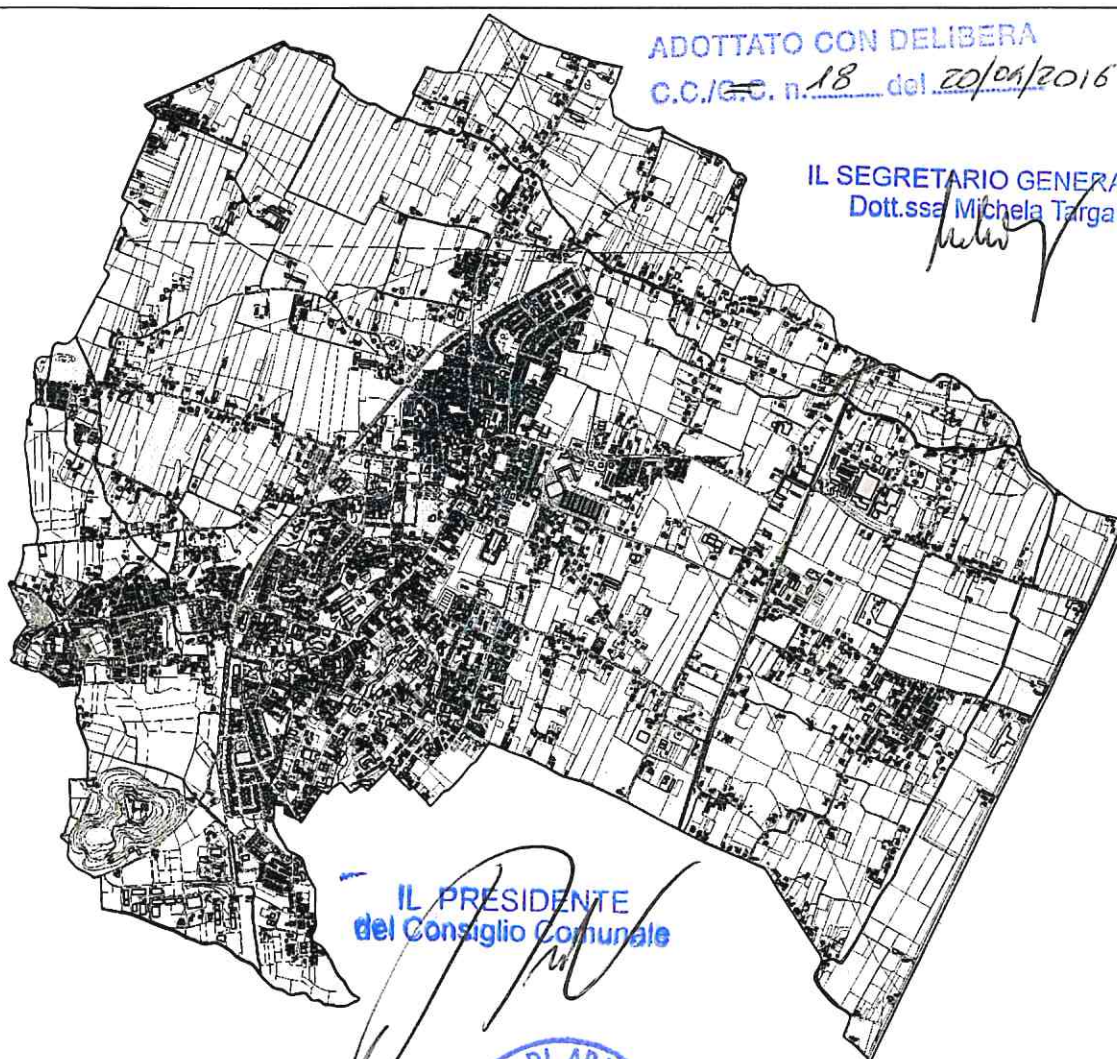 ADOTTATO CON DELIBERA
C.C./G.C. n. 18 del 20/04/2016
IL SEGRETARIO GENERA
Dott.ssa Michela Targa
IL PRESIDENTE
del Consiglio Comunale
DI